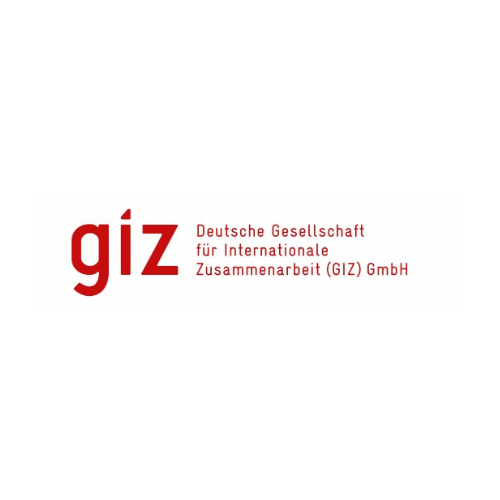 giz
Deutsche Gesellschaft
für Internationale
Zusammenarbeit (GIZ) GmbH